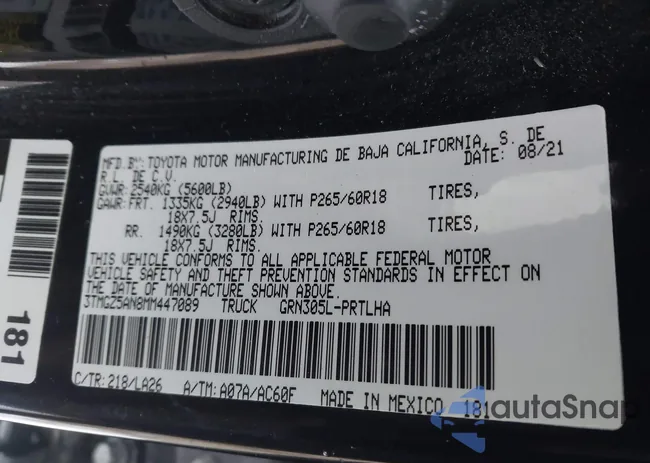 MFD.BY: TOYOTA MOTOR MANUFACTURING DE BAJA CALIFORNIA, S. DE
R.L. DE C.V. DATE: 08/21
GVWR: 2540KG (5600LB)
GAWR: FRT. 1335KG (2940LB) WITH P265/60R18 TIRES,
18X7.5J RIMS.
RR. 1490KG (3280LB) WITH P265/60R18 TIRES,
18X7.5J RIMS.
THIS VEHICLE CONFORMS TO ALL APPLICABLE FEDERAL MOTOR
VEHICLE SAFETY AND THEFT PREVENTION STANDARDS IN EFFECT ON
THE DATE OF MANUFACTURE SHOWN ABOVE.
3TMGZ5AN8MM447089 TRUCK GRN305L-PRTLHA
C/TR: 218/LA26 A/TM: A07A/AC60F MADE IN MEXICO 181
181
autaSnap